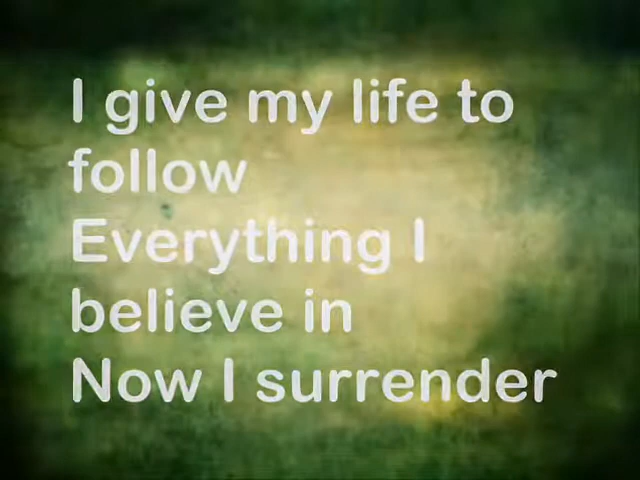 I give my life to
follow
Everything I
believe in
Now I surrender